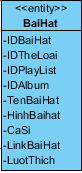 <<entity>>
BaiHat
-IDBaiHat
-IDTheLoai
-IDPlayList
-IDAlbum
-TenBaiHat
-HinhBaihat
-CaSi
-LinkBaiHat
-LuotThich